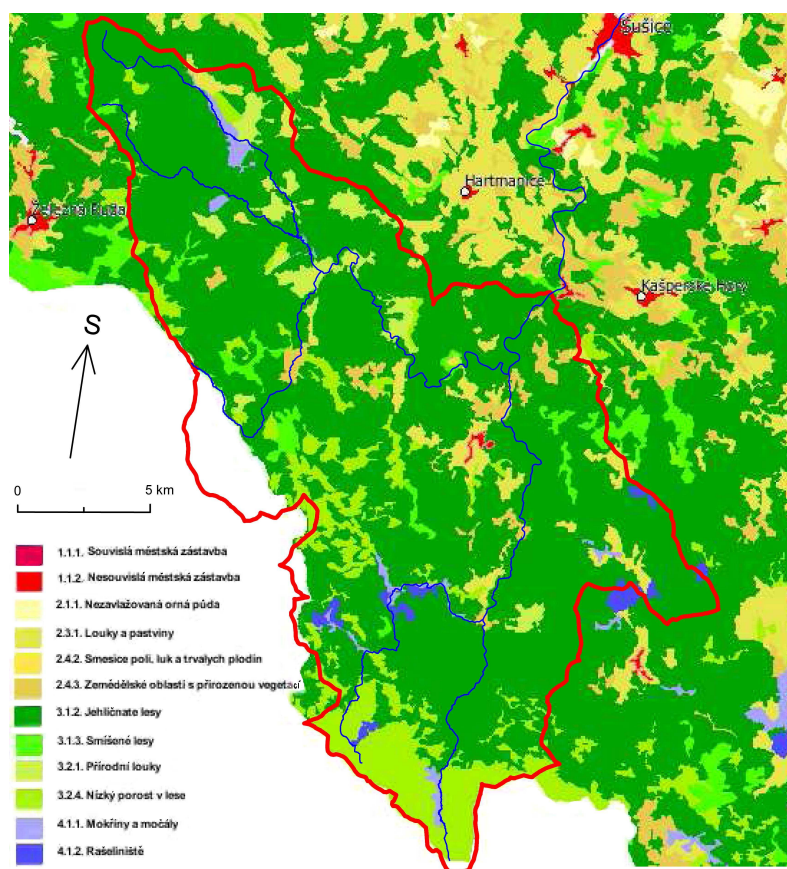 Sušice
Hartmanice
Železná Ruda
Kašperské Hory
S
0 5 km
1.1.1. Souvislá městská zástavba
1.1.2. Nesouvislá městská zástavba
2.1.1. Nezavlažovaná orná půda
2.3.1. Louky a pastviny
2.4.2. Smesice polí, luk a trvalych plodin
2.4.3. Zemědělské oblasti s přirozenou vegetací
3.1.2. Jehličnate lesy
3.1.3. Smíšené lesy
3.2.1. Přírodní louky
3.2.4. Nízký porost v lese
4.1.1. Mokřiny a močály
4.1.2. Rašeliniště